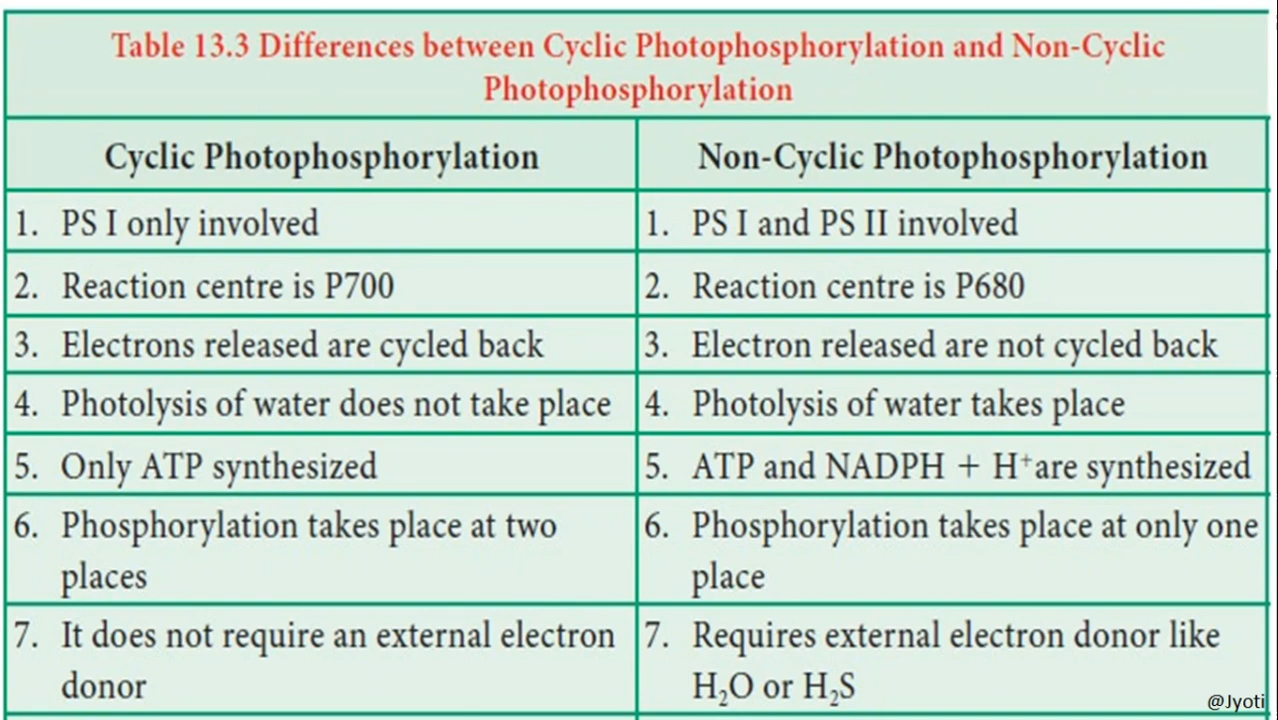 Table 13.3 Differences between Cyclic Photophosphorylation and Non-Cyclic
Photophosphorylation
Cyclic Photophosphorylation
Non-Cyclic Photophosphorylation
1. PS I only involved
1. PS I and PS II involved
2. Reaction centre is P700
2. Reaction centre is P680
3. Electrons released are cycled back
3. Electron released are not cycled back
4. Photolysis of water does not take place
4. Photolysis of water takes place
5. Only ATP synthesized
5. ATP and NADPH + H⁺are synthesized
6. Phosphorylation takes place at two
places
6. Phosphorylation takes place at only one
place
7. It does not require an external electron
donor
7. Requires external electron donor like
H₂O or H₂S
@Jyoti